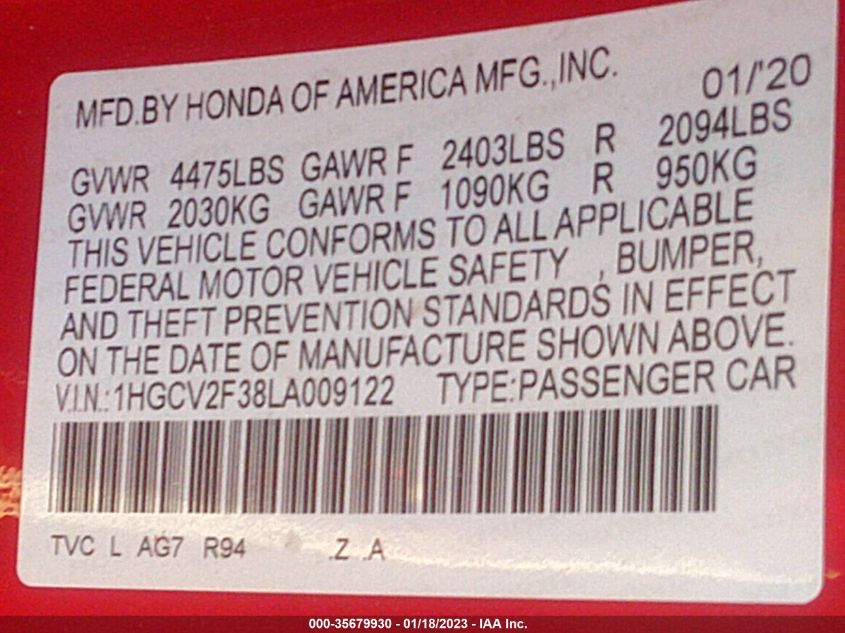 MFD.BY HONDA OF AMERICA MFG.,INC. 01/'20
GVWR 4475LBS GAWR F 2403LBS R 2094LBS
GVWR 2030KG GAWR F 1090KG R 950KG
THIS VEHICLE CONFORMS TO ALL APPLICABLE
FEDERAL MOTOR VEHICLE SAFETY , BUMPER,
AND THEFT PREVENTION STANDARDS IN EFFECT
ON THE DATE OF MANUFACTURE SHOWN ABOVE.
V.I.N.:1HGCV2F38LA009122 TYPE:PASSENGER CAR
TVC L AG7 R94 .Z .A
000-35679930 - 01/18/2023 - IAA Inc.